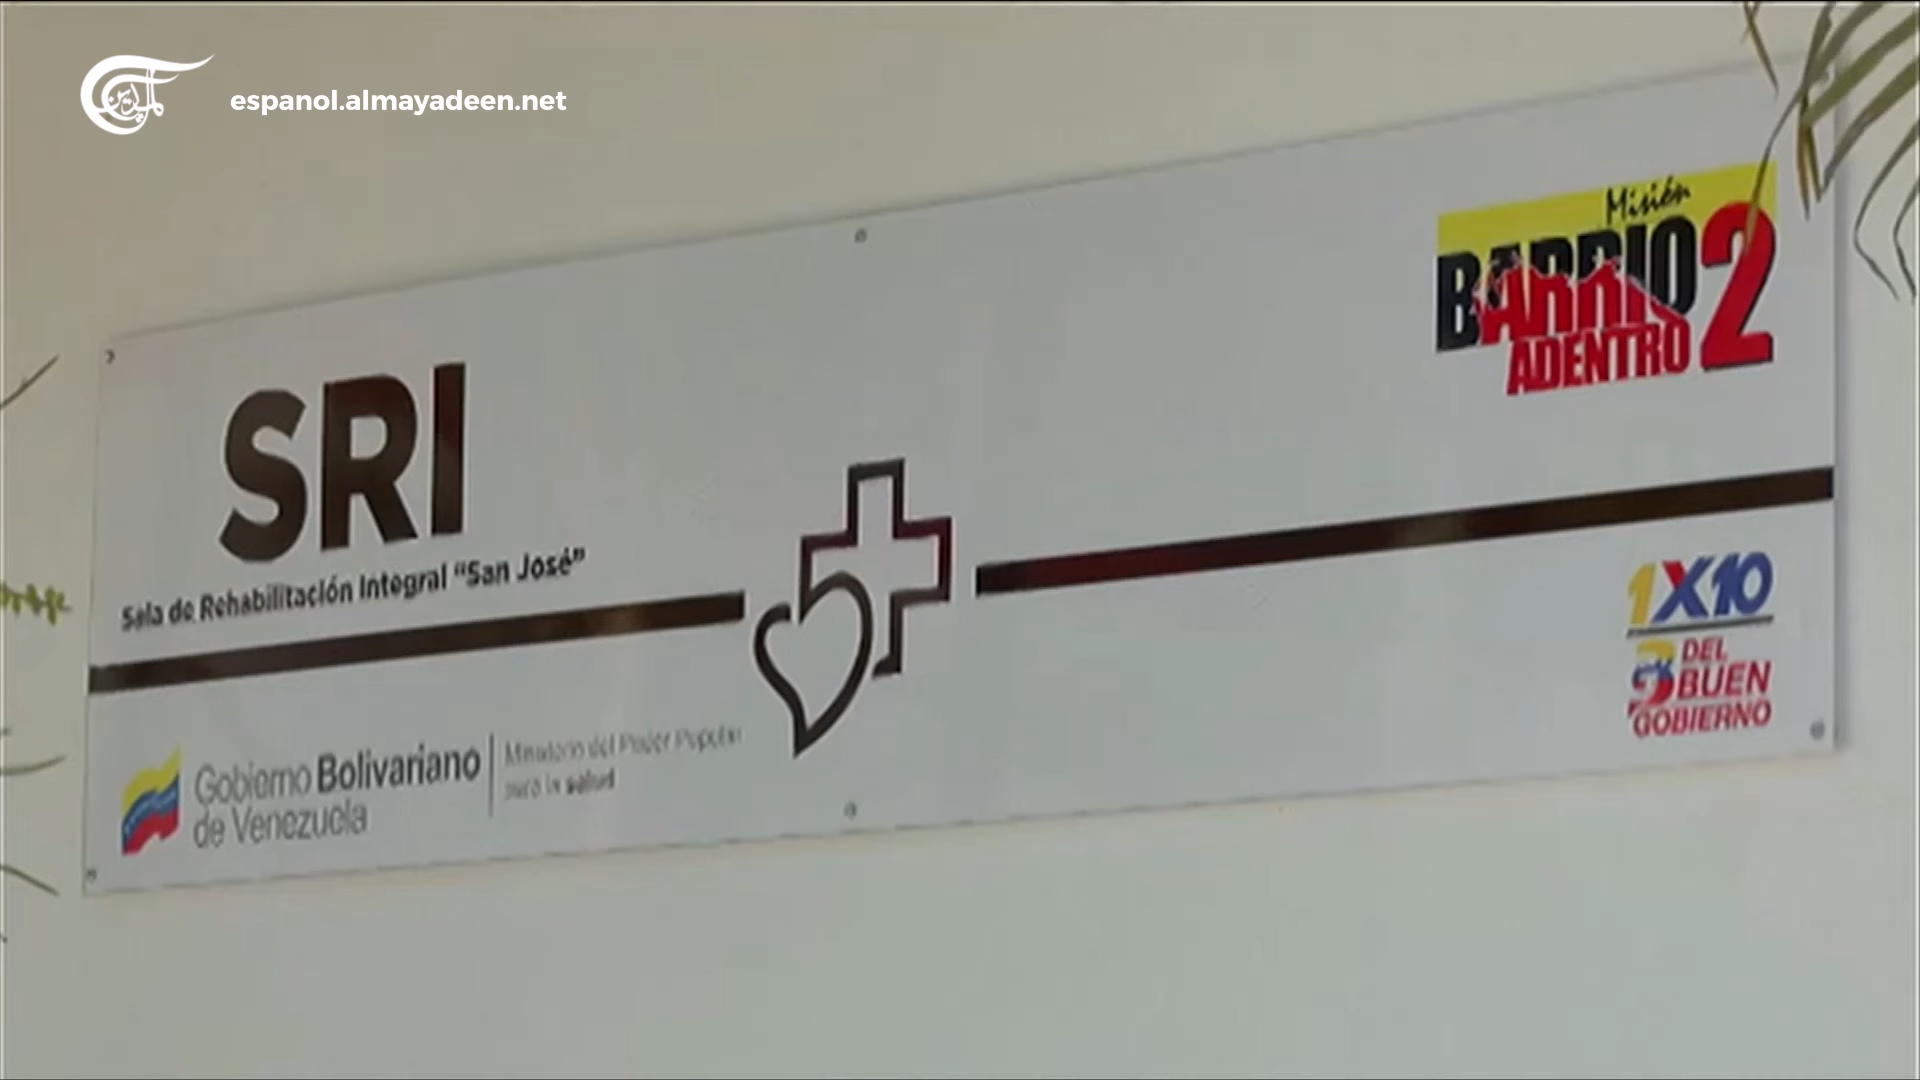 الميادين
espanol.almayadeen.net
Misión
BARRIO
ADENTRO 2
SRI
Sala de Rehabilitación Integral "San José"
1X10
DEL
BUEN
GOBIERNO
Gobierno Bolivariano
de Venezuela
Ministerio del Poder Popular
para la salud